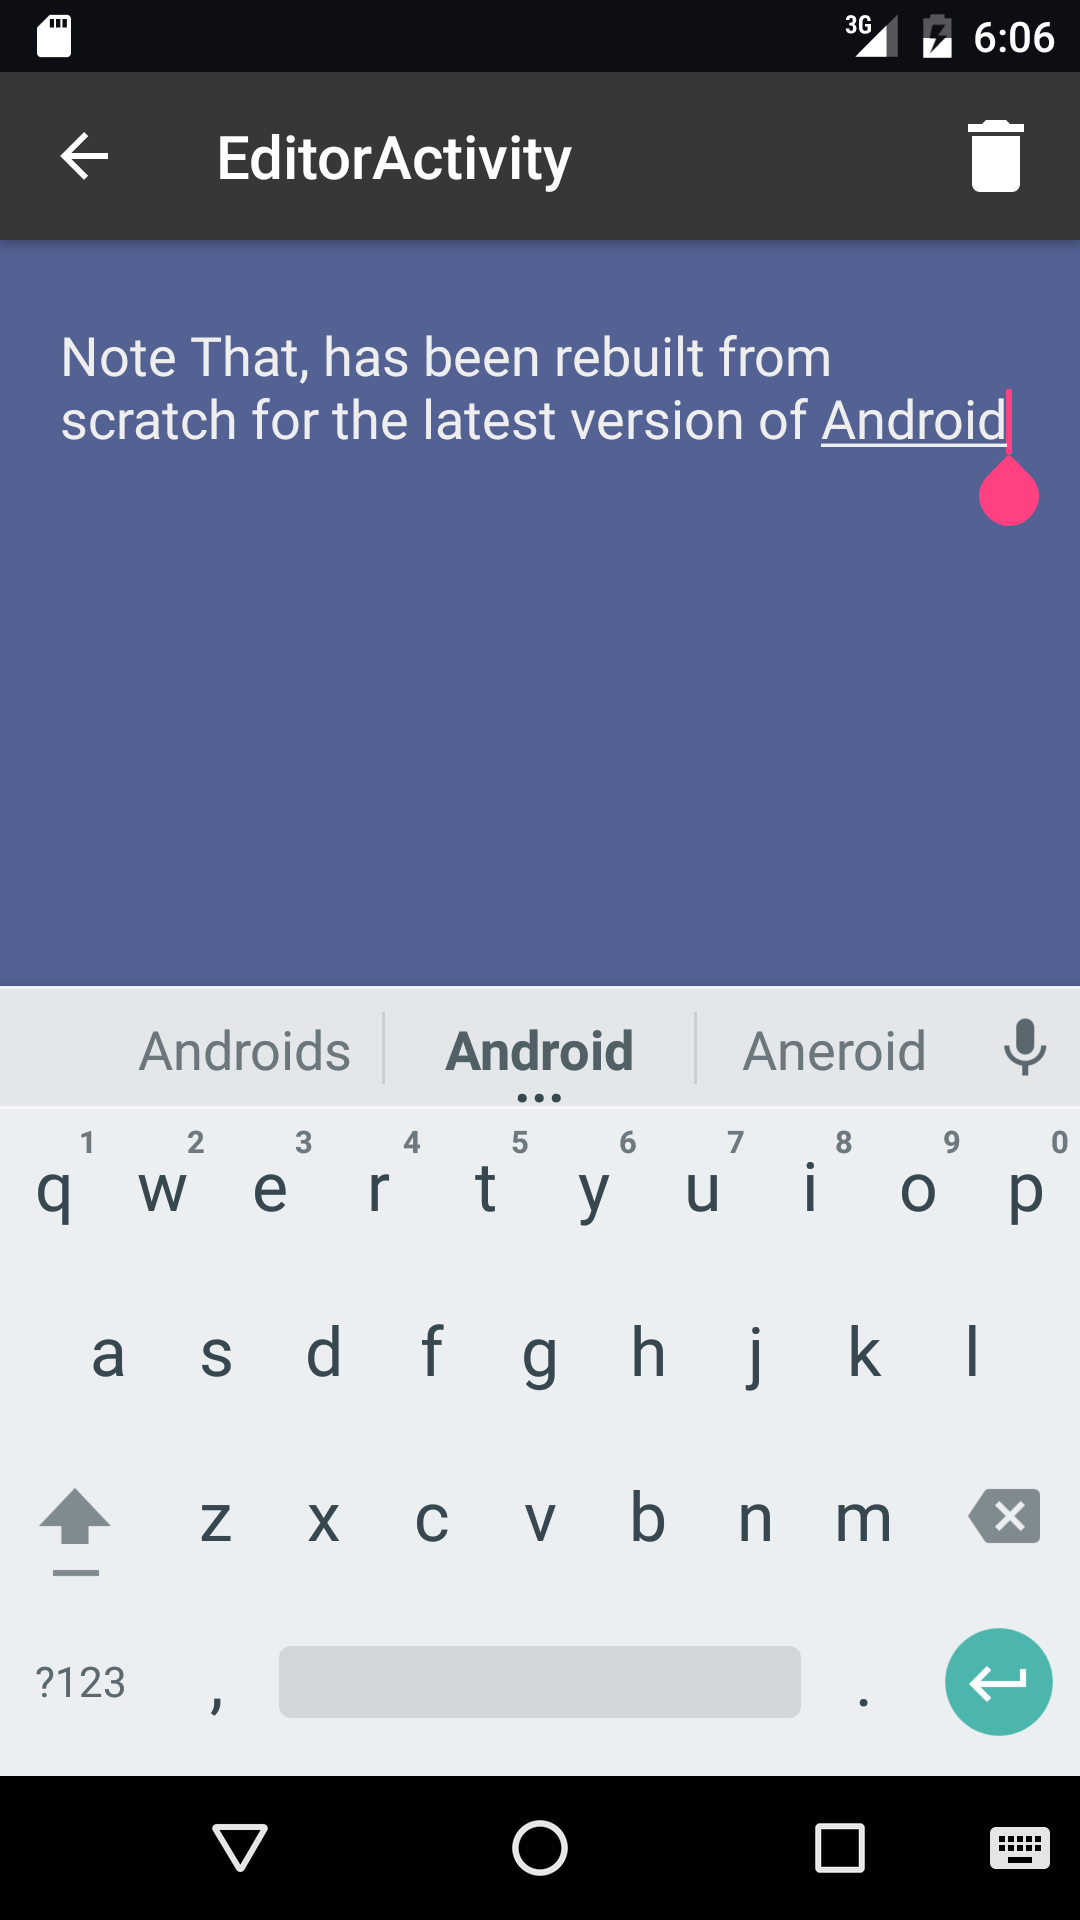 3G 6:06
EditorActivity
Note That, has been rebuilt from
scratch for the latest version of Android
Androids Android Aneroid
1 2 3 4 5 6 7 8 9 0
q w e r t y u i o p
a s d f g h j k l
z x c v b n m
?123 , .